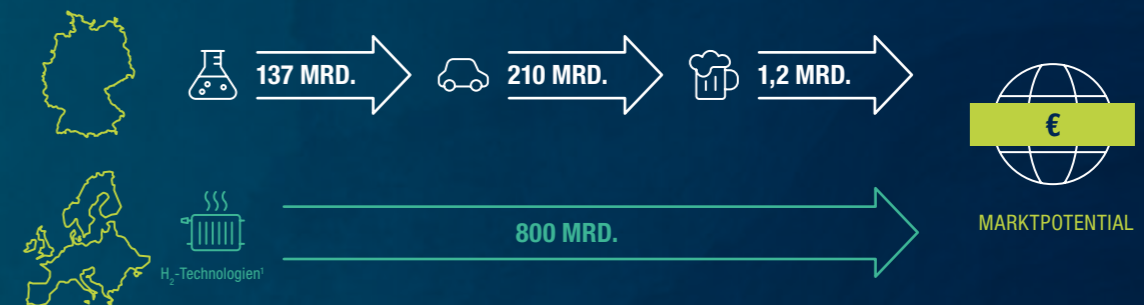 137 MRD.
210 MRD.
1,2 MRD.
€
MARKTPOTENTIAL
800 MRD.
H₂-Technologien¹